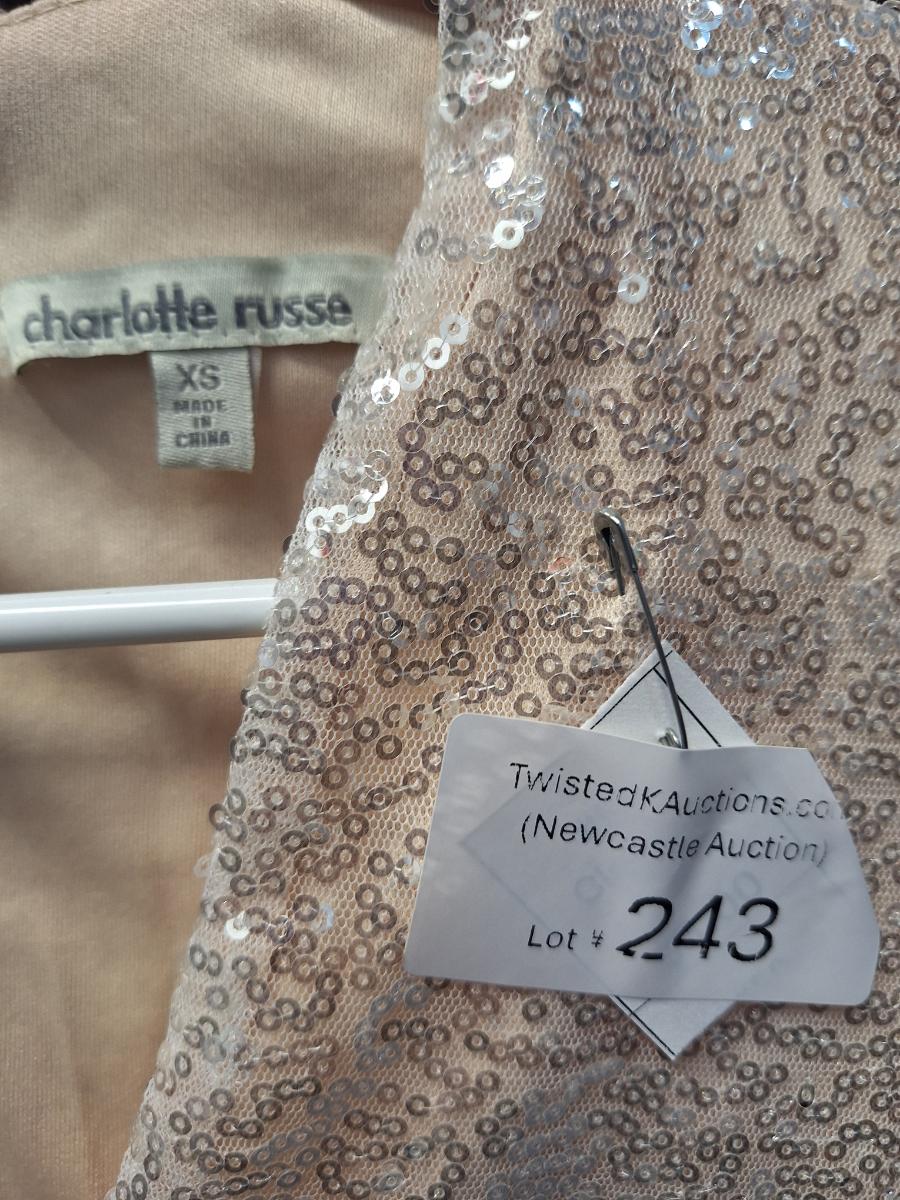 charlotte russe
XS
MADE
IN
CHINA
TwistedKAuctions.co
(Newcastle Auction)
Lot # 243